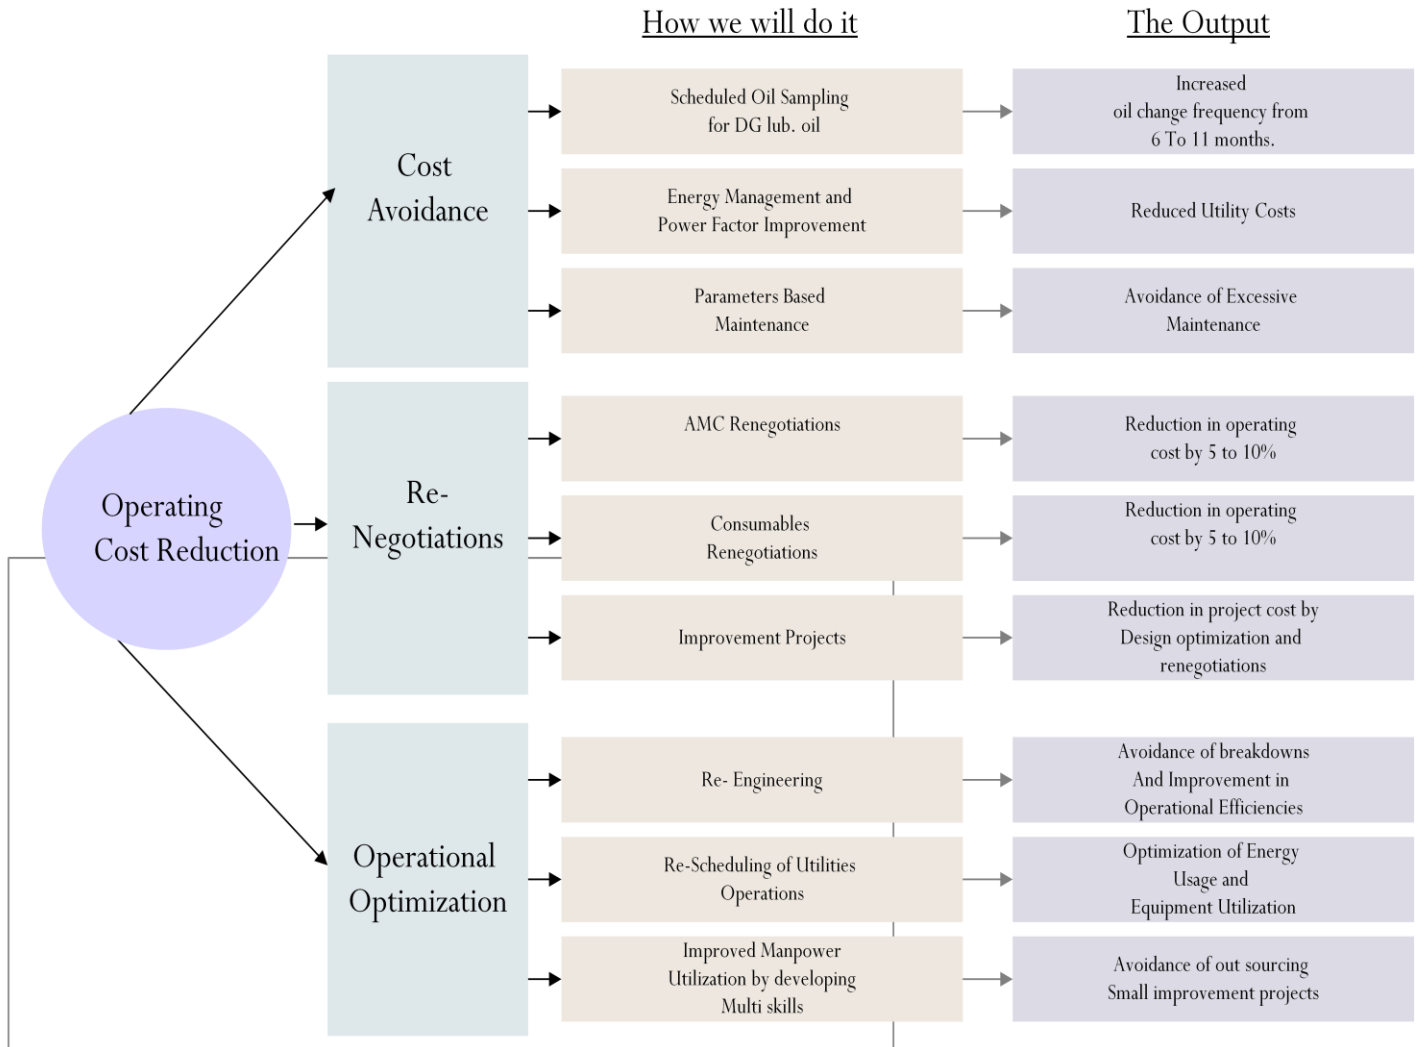 How we will do it
The Output
Operating
Cost Reduction
Cost
Avoidance
Scheduled Oil Sampling
for DG lub. oil
Increased
oil change frequency from
6 To 11 months.
Energy Management and
Power Factor Improvement
Reduced Utility Costs
Parameters Based
Maintenance
Avoidance of Excessive
Maintenance
Re-
Negotiations
AMC Renegotiations
Reduction in operating
cost by 5 to 10%
Consumables
Renegotiations
Reduction in operating
cost by 5 to 10%
Improvement Projects
Reduction in project cost by
Design optimization and
renegotiations
Operational
Optimization
Re- Engineering
Avoidance of breakdowns
And Improvement in
Operational Efficiencies
Re-Scheduling of Utilities
Operations
Optimization of Energy
Usage and
Equipment Utilization
Improved Manpower
Utilization by developing
Multi skills
Avoidance of out sourcing
Small improvement projects